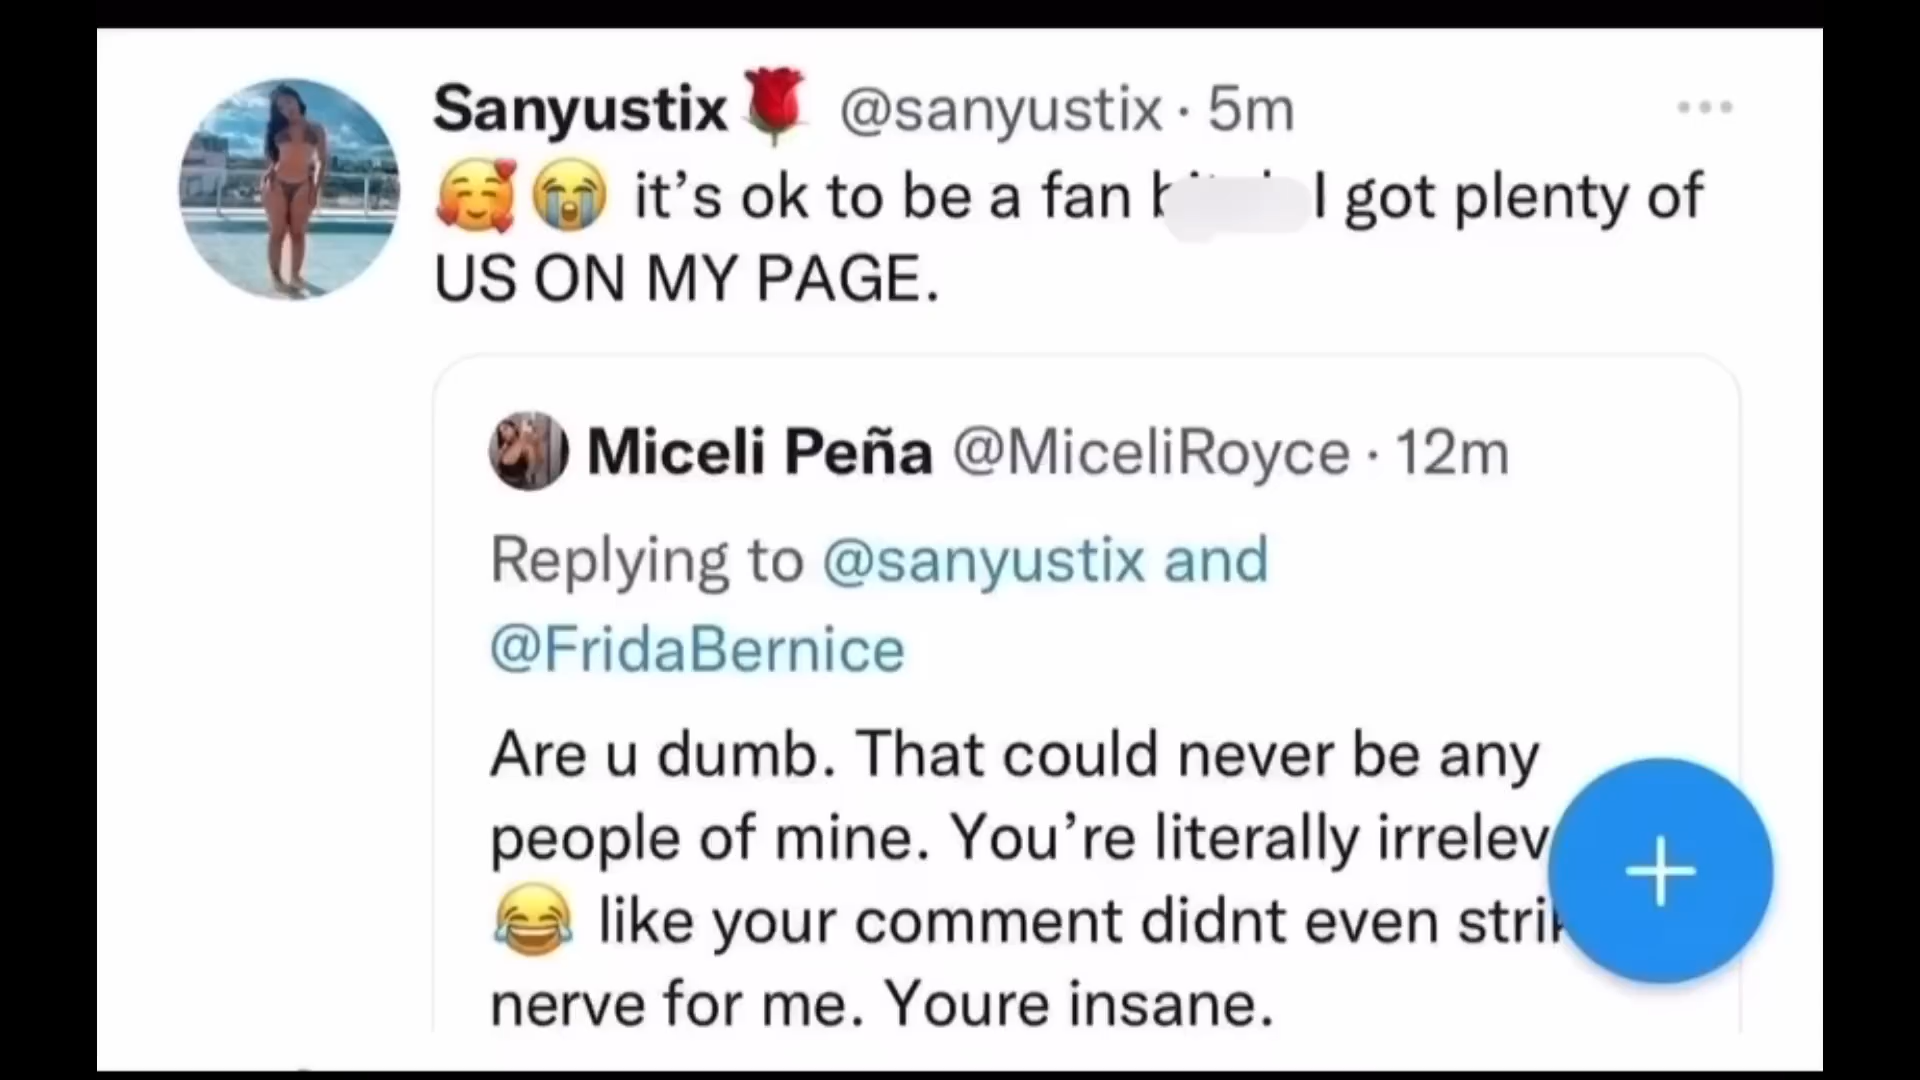 Sanyustix🌹 @sanyustix · 5m
🥰😭 it's ok to be a fan I got plenty of
US ON MY PAGE.
Miceli Peña @MiceliRoyce · 12m
Replying to @sanyustix and
@FridaBernice
Are u dumb. That could never be any
people of mine. You're literally
😂 like your comment didnt even
nerve for me. Youre insane.